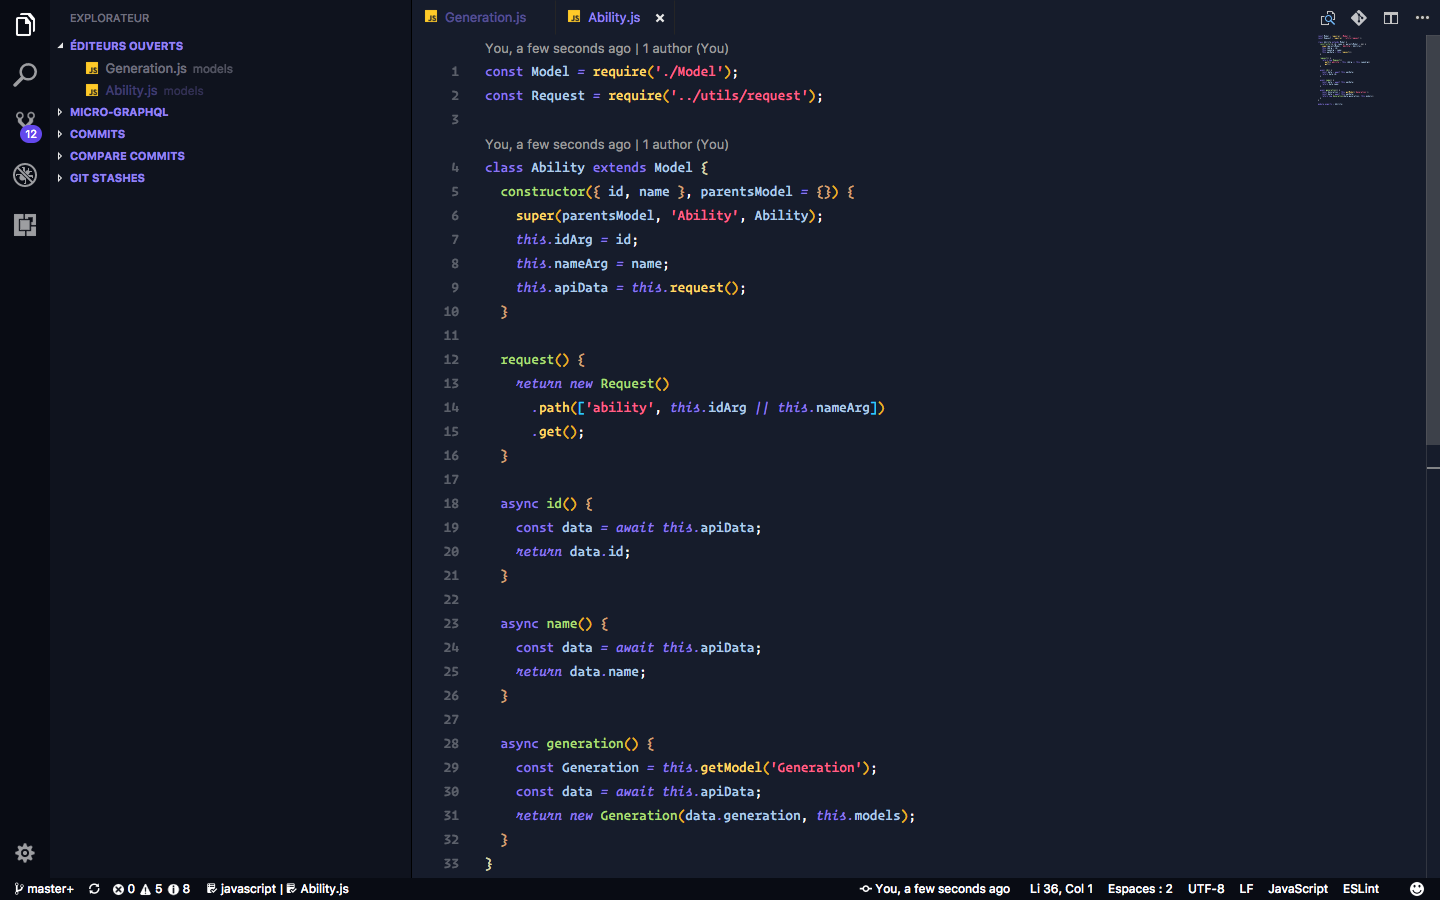 EXPLORATEUR
ÉDITEURS OUVERTS
JS Generation.js models
JS Ability.js models
MICRO-GRAPHQL
COMMITS
COMPARE COMMITS
GIT STASHES
12
JS Generation.js
JS Ability.js ×
You, a few seconds ago | 1 author (You)
1 const Model = require('./Model');
2 const Request = require('../utils/request');
3
You, a few seconds ago | 1 author (You)
4 class Ability extends Model {
5 constructor({ id, name }, parentsModel = {}) {
6 super(parentsModel, 'Ability', Ability);
7 this.idArg = id;
8 this.nameArg = name;
9 this.apiData = this.request();
10 }
11
12 request() {
13 return new Request()
14 .path(['ability', this.idArg || this.nameArg])
15 .get();
16 }
17
18 async id() {
19 const data = await this.apiData;
20 return data.id;
21 }
22
23 async name() {
24 const data = await this.apiData;
25 return data.name;
26 }
27
28 async generation() {
29 const Generation = this.getModel('Generation');
30 const data = await this.apiData;
31 return new Generation(data.generation, this.models);
32 }
33 }
master+ 0 5 8 javascript | Ability.js You, a few seconds ago Li 36, Col 1 Espaces : 2 UTF-8 LF JavaScript ESLint